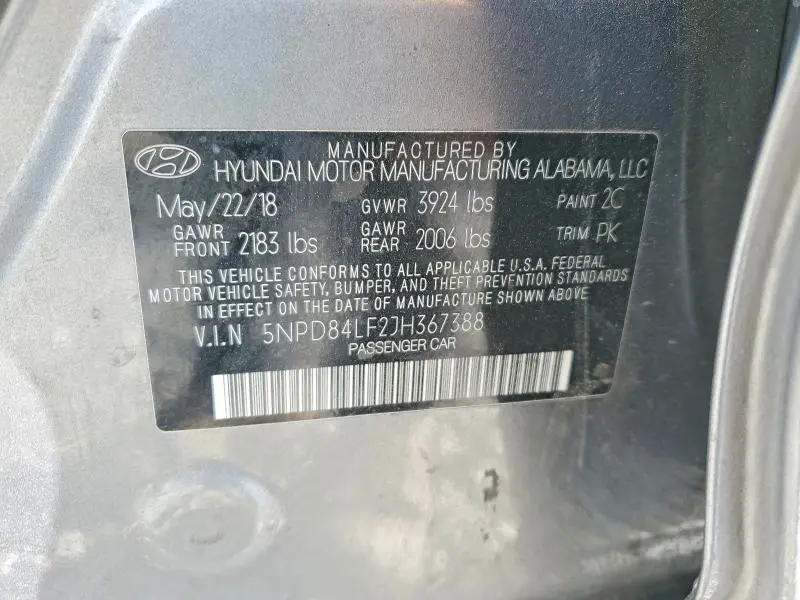 MANUFACTURED BY
HYUNDAI MOTOR MANUFACTURING ALABAMA, LLC
May/22/18 GVWR 3924 lbs PAINT 2C
GAWR FRONT 2183 lbs GAWR REAR 2006 lbs TRIM PK
THIS VEHICLE CONFORMS TO ALL APPLICABLE U.S.A. FEDERAL
MOTOR VEHICLE SAFETY, BUMPER, AND THEFT PREVENTION STANDARDS
IN EFFECT ON THE DATE OF MANUFACTURE SHOWN ABOVE
V.I.N 5NPD84LF2JH367388
PASSENGER CAR